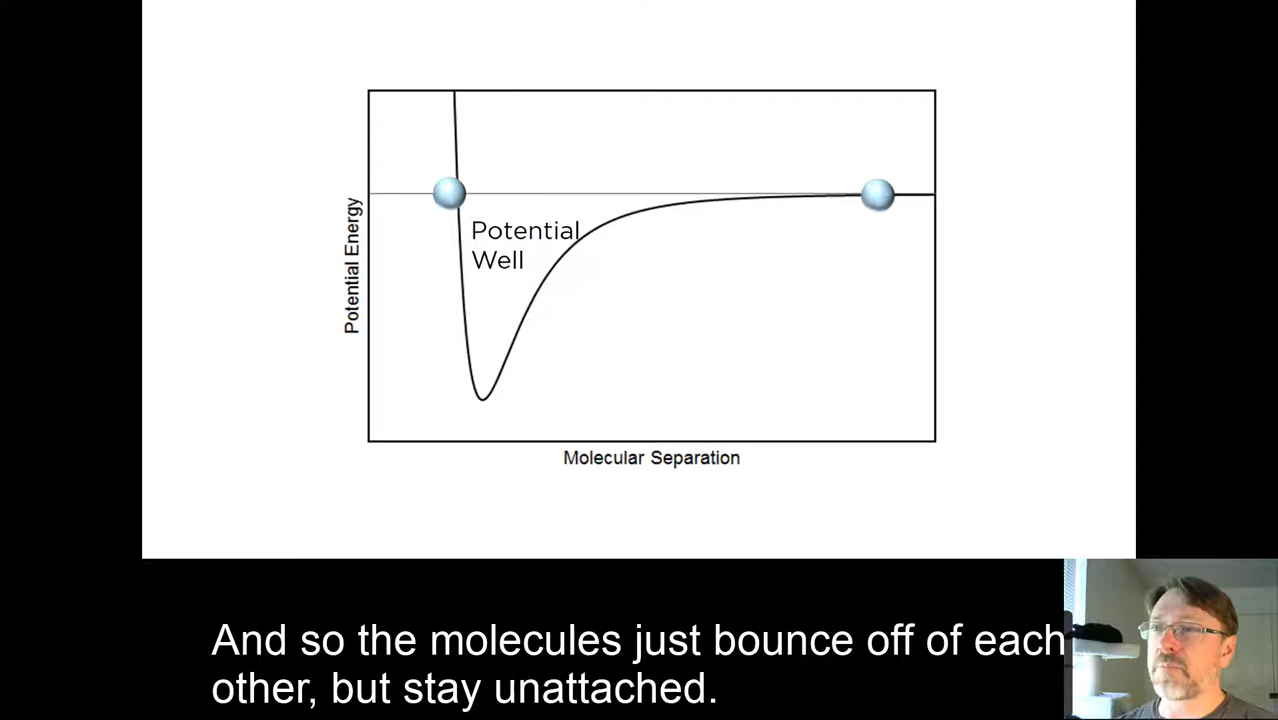 Potential
Well
Potential Energy
Molecular Separation
And so the molecules just bounce off of each
other, but stay unattached.